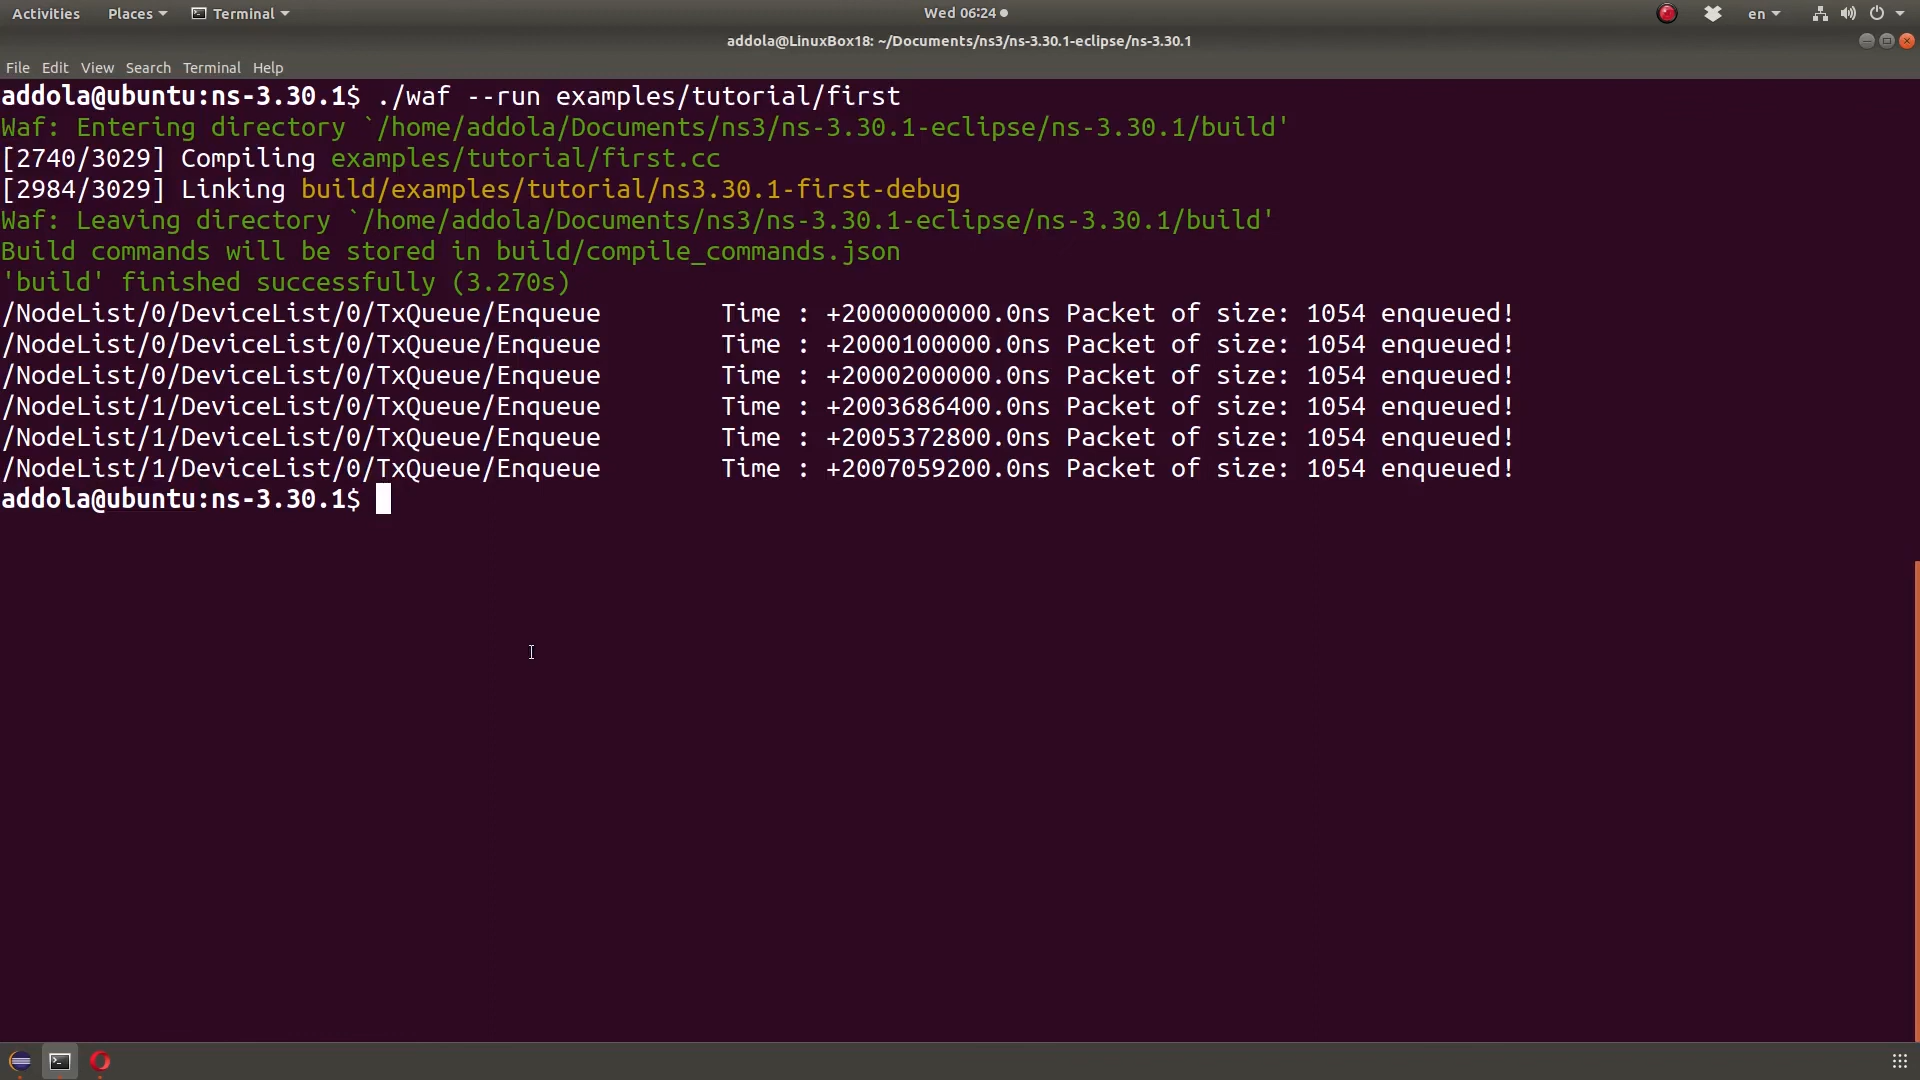 Activities Places Terminal Wed 06:24 en
addola@LinuxBox18: ~/Documents/ns3/ns-3.30.1-eclipse/ns-3.30.1
File Edit View Search Terminal Help
addola@ubuntu:ns-3.30.1$ ./waf --run examples/tutorial/first
Waf: Entering directory `/home/addola/Documents/ns3/ns-3.30.1-eclipse/ns-3.30.1/build'
[2740/3029] Compiling examples/tutorial/first.cc
[2984/3029] Linking build/examples/tutorial/ns3.30.1-first-debug
Waf: Leaving directory `/home/addola/Documents/ns3/ns-3.30.1-eclipse/ns-3.30.1/build'
Build commands will be stored in build/compile_commands.json
'build' finished successfully (3.270s)
/NodeList/0/DeviceList/0/TxQueue/Enqueue Time : +2000000000.0ns Packet of size: 1054 enqueued!
/NodeList/0/DeviceList/0/TxQueue/Enqueue Time : +2000100000.0ns Packet of size: 1054 enqueued!
/NodeList/0/DeviceList/0/TxQueue/Enqueue Time : +2000200000.0ns Packet of size: 1054 enqueued!
/NodeList/1/DeviceList/0/TxQueue/Enqueue Time : +2003686400.0ns Packet of size: 1054 enqueued!
/NodeList/1/DeviceList/0/TxQueue/Enqueue Time : +2005372800.0ns Packet of size: 1054 enqueued!
/NodeList/1/DeviceList/0/TxQueue/Enqueue Time : +2007059200.0ns Packet of size: 1054 enqueued!
addola@ubuntu:ns-3.30.1$